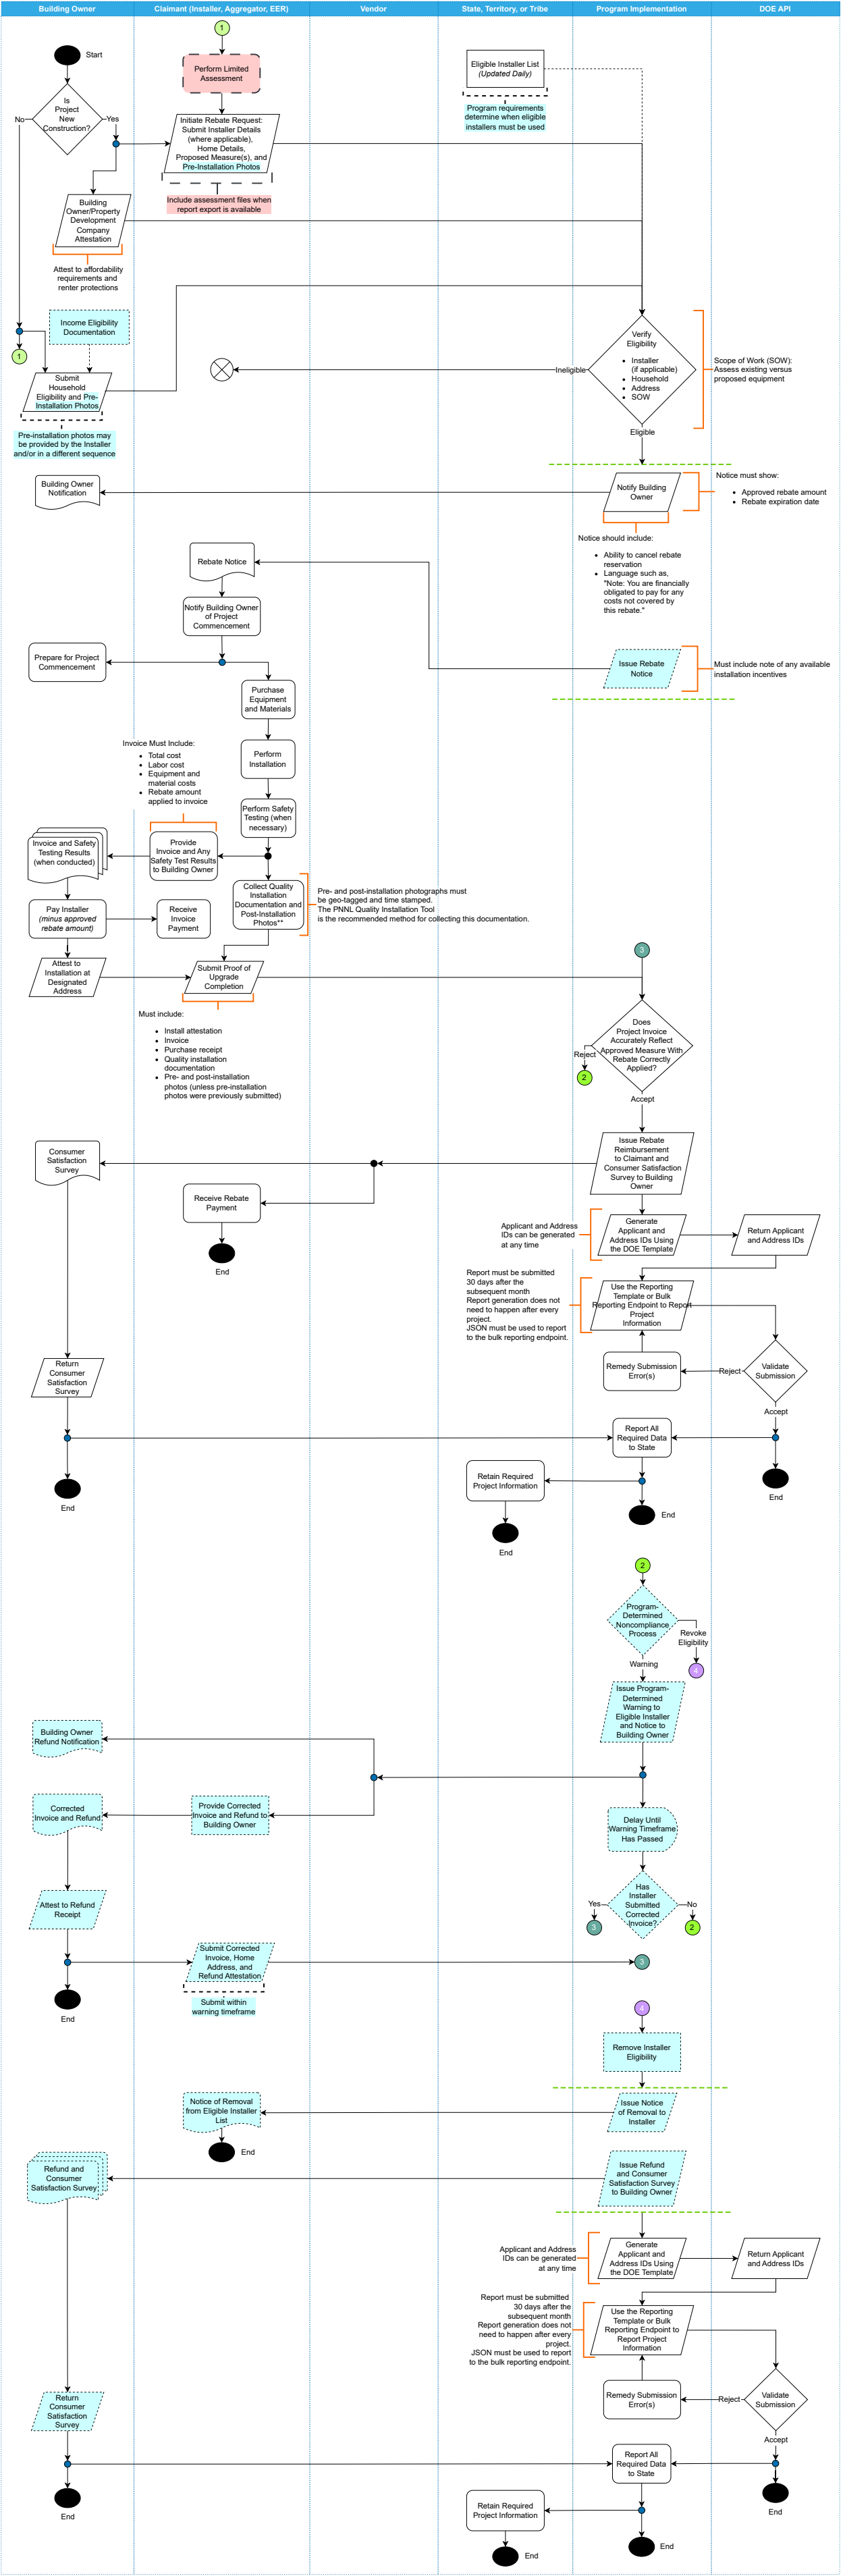 Building Owner
Claimant (Installer, Aggregator, EER)
Vendor
State, Territory, or Tribe
Program Implementation
DOE API
1
Start
Perform Limited
Assessment
Eligible Installer List
(Updated Daily)
Program requirements
determine when eligible
installers must be used
Is
Project
New
Construction?
No
Yes
Initiate Rebate Request:
Submit Installer Details
(where applicable),
Home Details,
Proposed Measure(s), and
Pre-Installation Photos
Include assessment files when
report export is available
Building
Owner/Property
Development
Company
Attestation
Attest to affordability
requirements and
renter protections
Income Eligibility
Documentation
1
Submit
Household
Eligibility and Pre-
Installation Photos
Pre-installation photos may
be provided by the Installer
and/or in a different sequence
Verify
Eligibility
• Installer
(if applicable)
• Household
• Address
• SOW
Ineligible
Eligible
Scope of Work (SOW):
Assess existing versus
proposed equipment
Building Owner
Notification
Notify Building
Owner
Notice must show:
• Approved rebate amount
• Rebate expiration date
Notice should include:
• Ability to cancel rebate
reservation
• Language such as,
"Note: You are financially
obligated to pay for any
costs not covered by
this rebate."
Rebate Notice
Notify Building Owner
of Project
Commencement
Prepare for Project
Commencement
Issue Rebate
Notice
Must include note of any available
installation incentives
Purchase
Equipment
and Materials
Perform
Installation
Invoice Must Include:
• Total cost
• Labor cost
• Equipment and
material costs
• Rebate amount
applied to invoice
Perform Safety
Testing (when
necessary)
Invoice and Safety
Testing Results
(when conducted)
Provide
Invoice and Any
Safety Test Results
to Building Owner
Collect Quality
Installation
Documentation and
Post-Installation
Photos**
Pre- and post-installation photographs must
be geo-tagged and time stamped.
The PNNL Quality Installation Tool
is the recommended method for collecting this documentation.
Pay Installer
(minus approved
rebate amount)
Receive
Invoice
Payment
Attest to
Installation at
Designated
Address
Submit Proof of
Upgrade
Completion
Must include:
• Install attestation
• Invoice
• Purchase receipt
• Quality installation
documentation
• Pre- and post-installation
photos (unless pre-installation
photos were previously submitted)
3
Does
Project Invoice
Accurately Reflect
Approved Measure With
Rebate Correctly
Applied?
Reject
2
Accept
Consumer
Satisfaction
Survey
Issue Rebate
Reimbursement
to Claimant and
Consumer Satisfaction
Survey to Building
Owner
Receive Rebate
Payment
End
Applicant and Address
IDs can be generated
at any time
Generate
Applicant and
Address IDs Using
the DOE Template
Return Applicant
and Address IDs
Report must be submitted
30 days after the
subsequent month
Report generation does not
need to happen after every
project.
JSON must be used to report
to the bulk reporting endpoint.
Use the Reporting
Template or Bulk
Reporting Endpoint to Report
Project
Information
Return
Consumer
Satisfaction
Survey
Remedy Submission
Error(s)
Reject
Validate
Submission
Accept
Report All
Required Data
to State
Retain Required
Project Information
End
End
End
End
2
Program-
Determined
Noncompliance
Process
Revoke
Eligibility
4
Warning
Issue Program-
Determined
Warning to
Eligible Installer
and Notice to
Building Owner
Building Owner
Refund Notification
Corrected
Invoice and Refund
Provide Corrected
Invoice and Refund to
Building Owner
Delay Until
Warning Timeframe
Has Passed
Attest to Refund
Receipt
Has
Installer
Submitted
Corrected
Invoice?
Yes
No
3
2
Submit Corrected
Invoice, Home
Address, and
Refund Attestation
3
Submit within
warning timeframe
End
4
Remove Installer
Eligibility
Notice of Removal
from Eligible Installer
List
Issue Notice
of Removal to
Installer
End
Refund and
Consumer
Satisfaction Survey
Issue Refund
and Consumer
Satisfaction Survey
to Building Owner
Applicant and Address
IDs can be generated
at any time
Generate
Applicant and
Address IDs Using
the DOE Template
Return Applicant
and Address IDs
Report must be submitted
30 days after the
subsequent month
Report generation does not
need to happen after every
project.
JSON must be used to report
to the bulk reporting endpoint.
Use the Reporting
Template or Bulk
Reporting Endpoint to
Report Project
Information
Return
Consumer
Satisfaction
Survey
Remedy Submission
Error(s)
Reject
Validate
Submission
Accept
Report All
Required Data
to State
Retain Required
Project Information
End
End
End
End